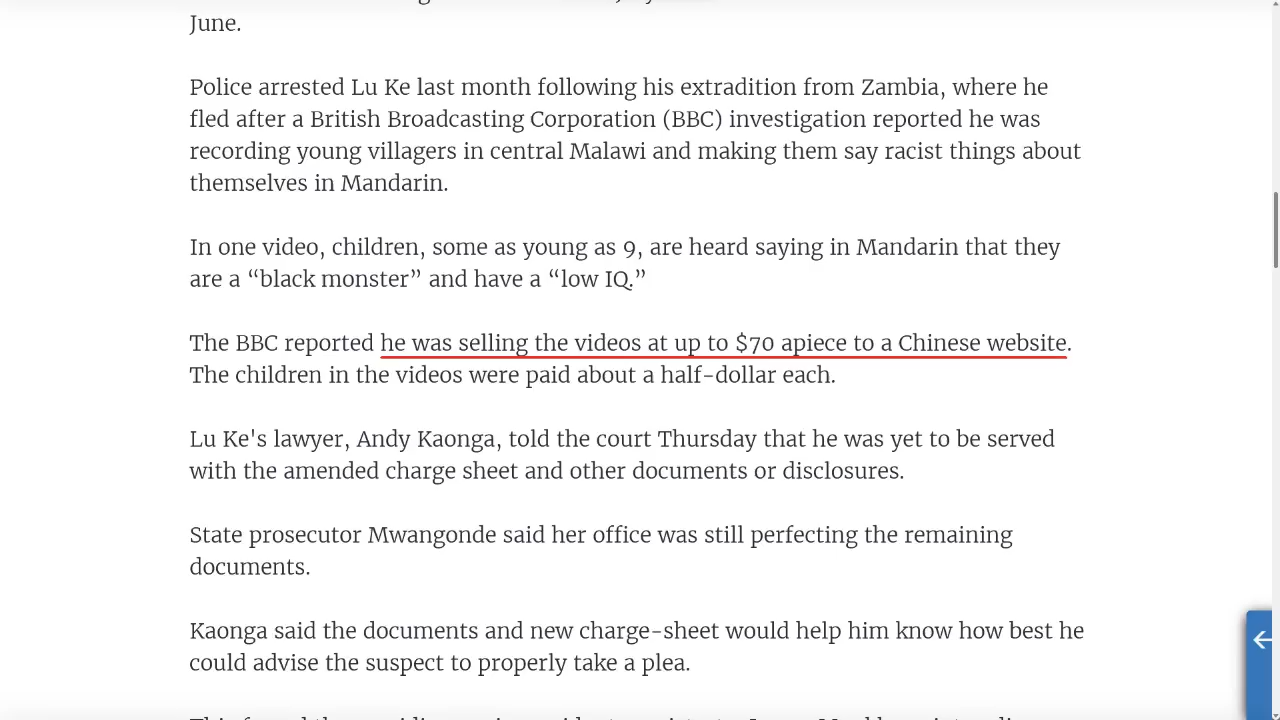 June.
Police arrested Lu Ke last month following his extradition from Zambia, where he
fled after a British Broadcasting Corporation (BBC) investigation reported he was
recording young villagers in central Malawi and making them say racist things about
themselves in Mandarin.
In one video, children, some as young as 9, are heard saying in Mandarin that they
are a “black monster” and have a “low IQ.”
The BBC reported he was selling the videos at up to $70 apiece to a Chinese website.
The children in the videos were paid about a half-dollar each.
Lu Ke's lawyer, Andy Kaonga, told the court Thursday that he was yet to be served
with the amended charge sheet and other documents or disclosures.
State prosecutor Mwangonde said her office was still perfecting the remaining
documents.
Kaonga said the documents and new charge-sheet would help him know how best he
could advise the suspect to properly take a plea.